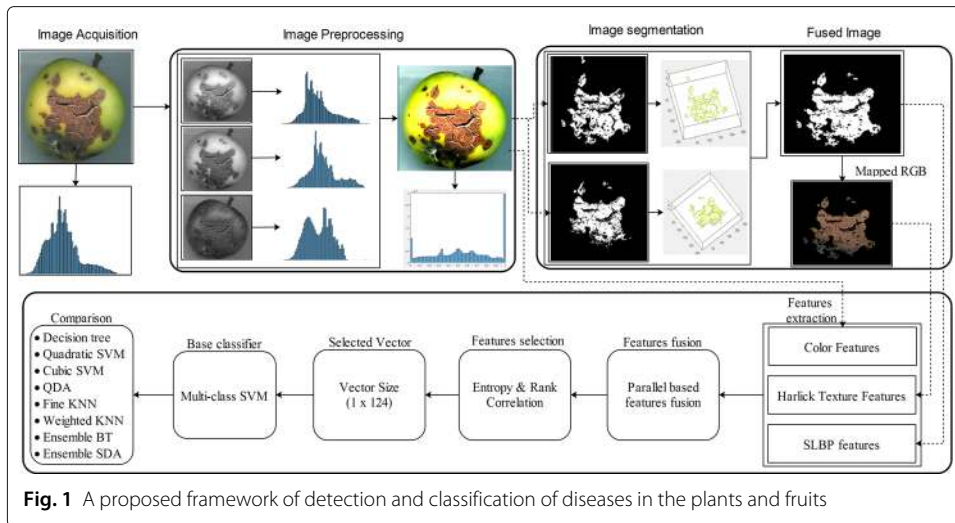 Image Acquisition
Image Preprocessing
Image segmentation
Fused Image
Mapped RGB
Features
extraction
Color Features
Harlick Texture Features
SLBP features
Features fusion
Parallel based
features fusion
Features selection
Entropy & Rank
Correlation
Selected Vector
Vector Size
(1 x 124)
Base classifier
Multi-class SVM
Comparison
• Decision tree
• Quadratic SVM
• Cubic SVM
• QDA
• Fine KNN
• Weighted KNN
• Ensemble BT
• Ensemble SDA
Fig. 1 A proposed framework of detection and classification of diseases in the plants and fruits